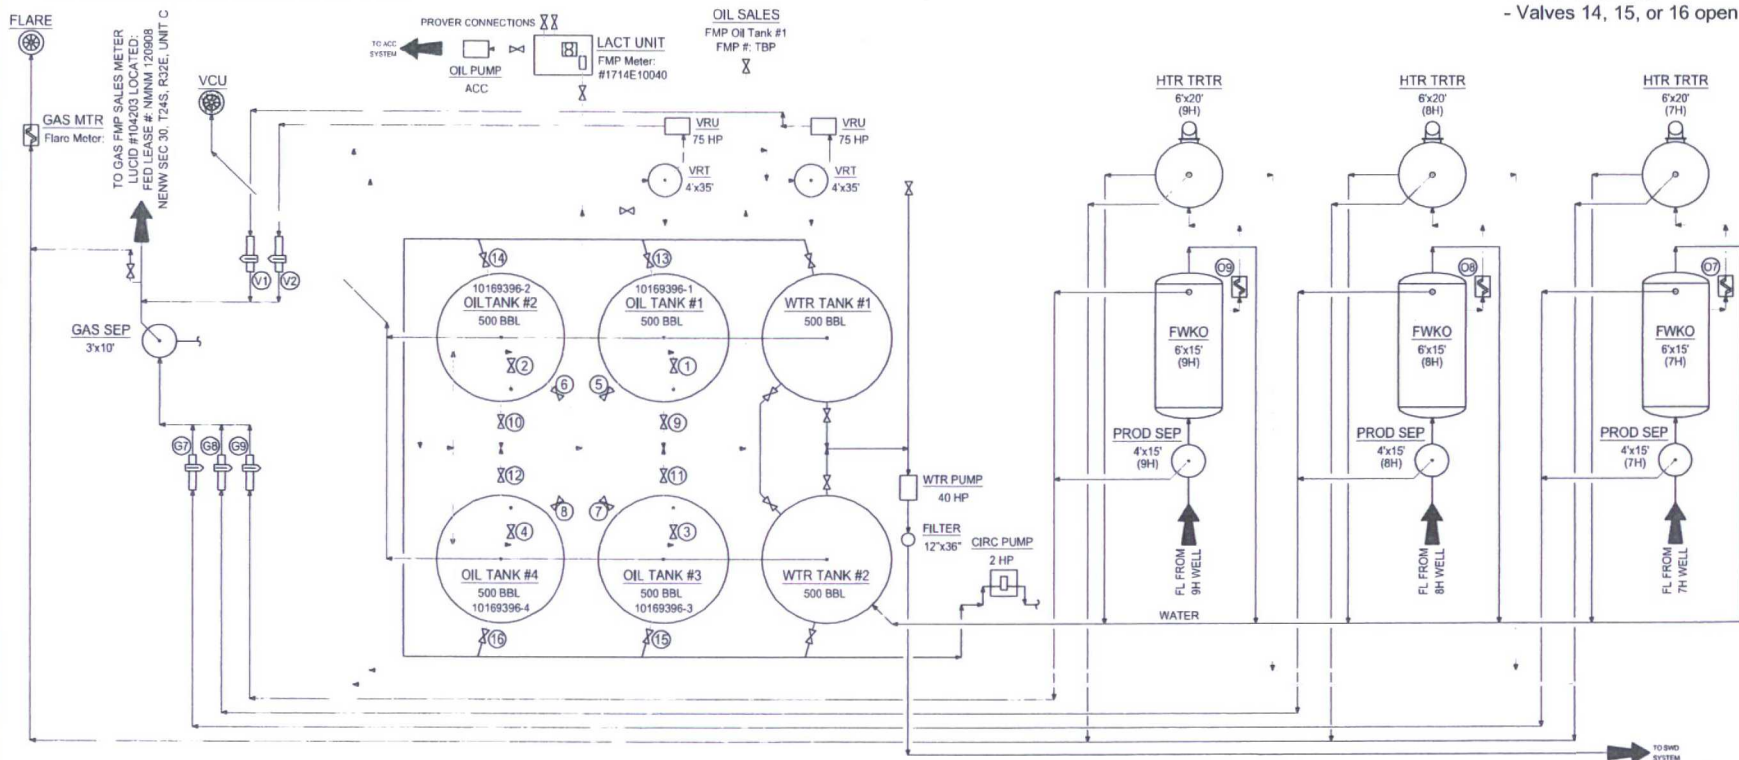 - Valves 14, 15, or 16 open
FLARE
GAS MTR
Flare Meter:
TO GAS FMP SALES METER
LUCID #104203 LOCATED:
FED LEASE #: NMNM 120908
NENW SEC 30, T24S, R32E, UNIT C
VCU
PROVER CONNECTIONS
TO ACC
SYSTEM
OIL PUMP
ACC
LACT UNIT
FMP Meter:
#1714E10040
OIL SALES
FMP Oil Tank #1
FMP #: TBP
VRU
75 HP
VRU
75 HP
VRT
4'x35'
VRT
4'x35'
HTR TRTR
6'x20'
(9H)
HTR TRTR
6'x20'
(8H)
HTR TRTR
6'x20'
(7H)
V1
V2
GAS SEP
3'x10'
G7
G8
G9
14
13
10169396-2
OIL TANK #2
500 BBL
10169396-1
OIL TANK #1
500 BBL
WTR TANK #1
500 BBL
2
1
6
5
10
9
12
11
8
7
4
3
OIL TANK #4
500 BBL
10169396-4
OIL TANK #3
500 BBL
10169396-3
WTR TANK #2
500 BBL
16
15
WTR PUMP
40 HP
FILTER
12"x36"
CIRC PUMP
2 HP
O9
O8
O7
FWKO
6'x15'
(9H)
FWKO
6'x15'
(8H)
FWKO
6'x15'
(7H)
PROD SEP
4'x15'
(9H)
PROD SEP
4'x15'
(8H)
PROD SEP
4'x15'
(7H)
FL FROM
9H WELL
FL FROM
8H WELL
FL FROM
7H WELL
WATER
TO SWD
SYSTEM